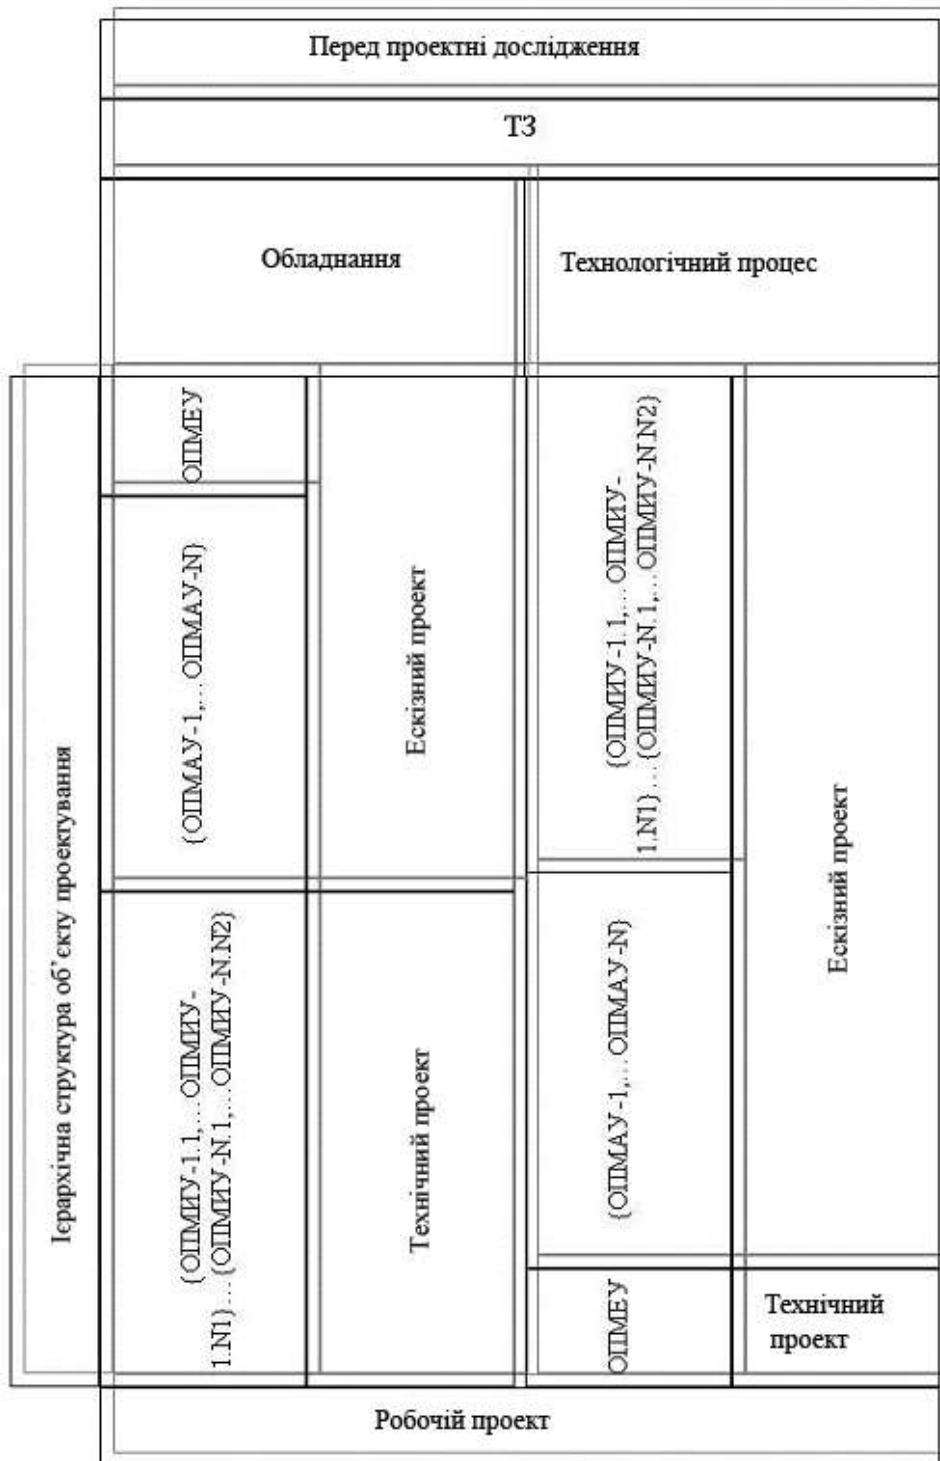 Перед проектні дослідження
ТЗ
Обладнання
Технологічний процес
Ієрархічна структура об’єкту проектування
ОПМЕУ
{ОПМАУ-1,...ОПМАУ-N}
{ОПМИУ-1.1,...ОПМИУ-
1.N1}...{ОПМИУ-N.1,...ОПМИУ-N.N2}
Ескізний проект
Технічний проект
{ОПМИУ-1.1,...ОПМИУ-
1.N1}...{ОПМИУ-N.1,...ОПМИУ-N.N2}
{ОПМАУ-1,...ОПМАУ-N}
ОПМЕУ
Ескізний проект
Технічний
проект
Робочій проект